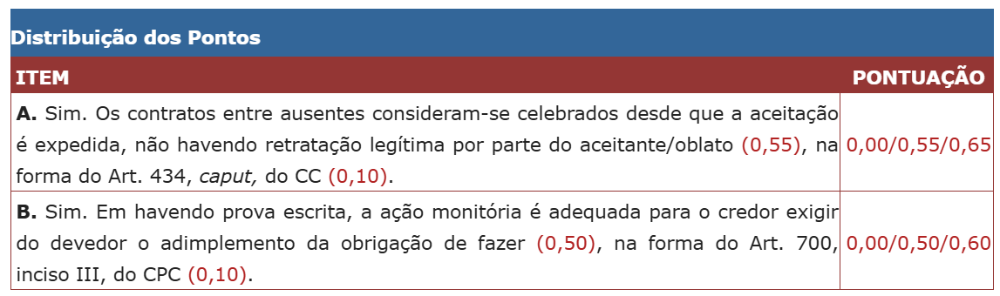 Distribuição dos Pontos
ITEM PONTUAÇÃO
A. Sim. Os contratos entre ausentes consideram-se celebrados desde que a aceitação
é expedida, não havendo retratação legítima por parte do aceitante/oblato (0,55), na
forma do Art. 434, caput, do CC (0,10).
0,00/0,55/0,65
B. Sim. Em havendo prova escrita, a ação monitória é adequada para o credor exigir
do devedor o adimplemento da obrigação de fazer (0,50), na forma do Art. 700,
inciso III, do CPC (0,10).
0,00/0,50/0,60